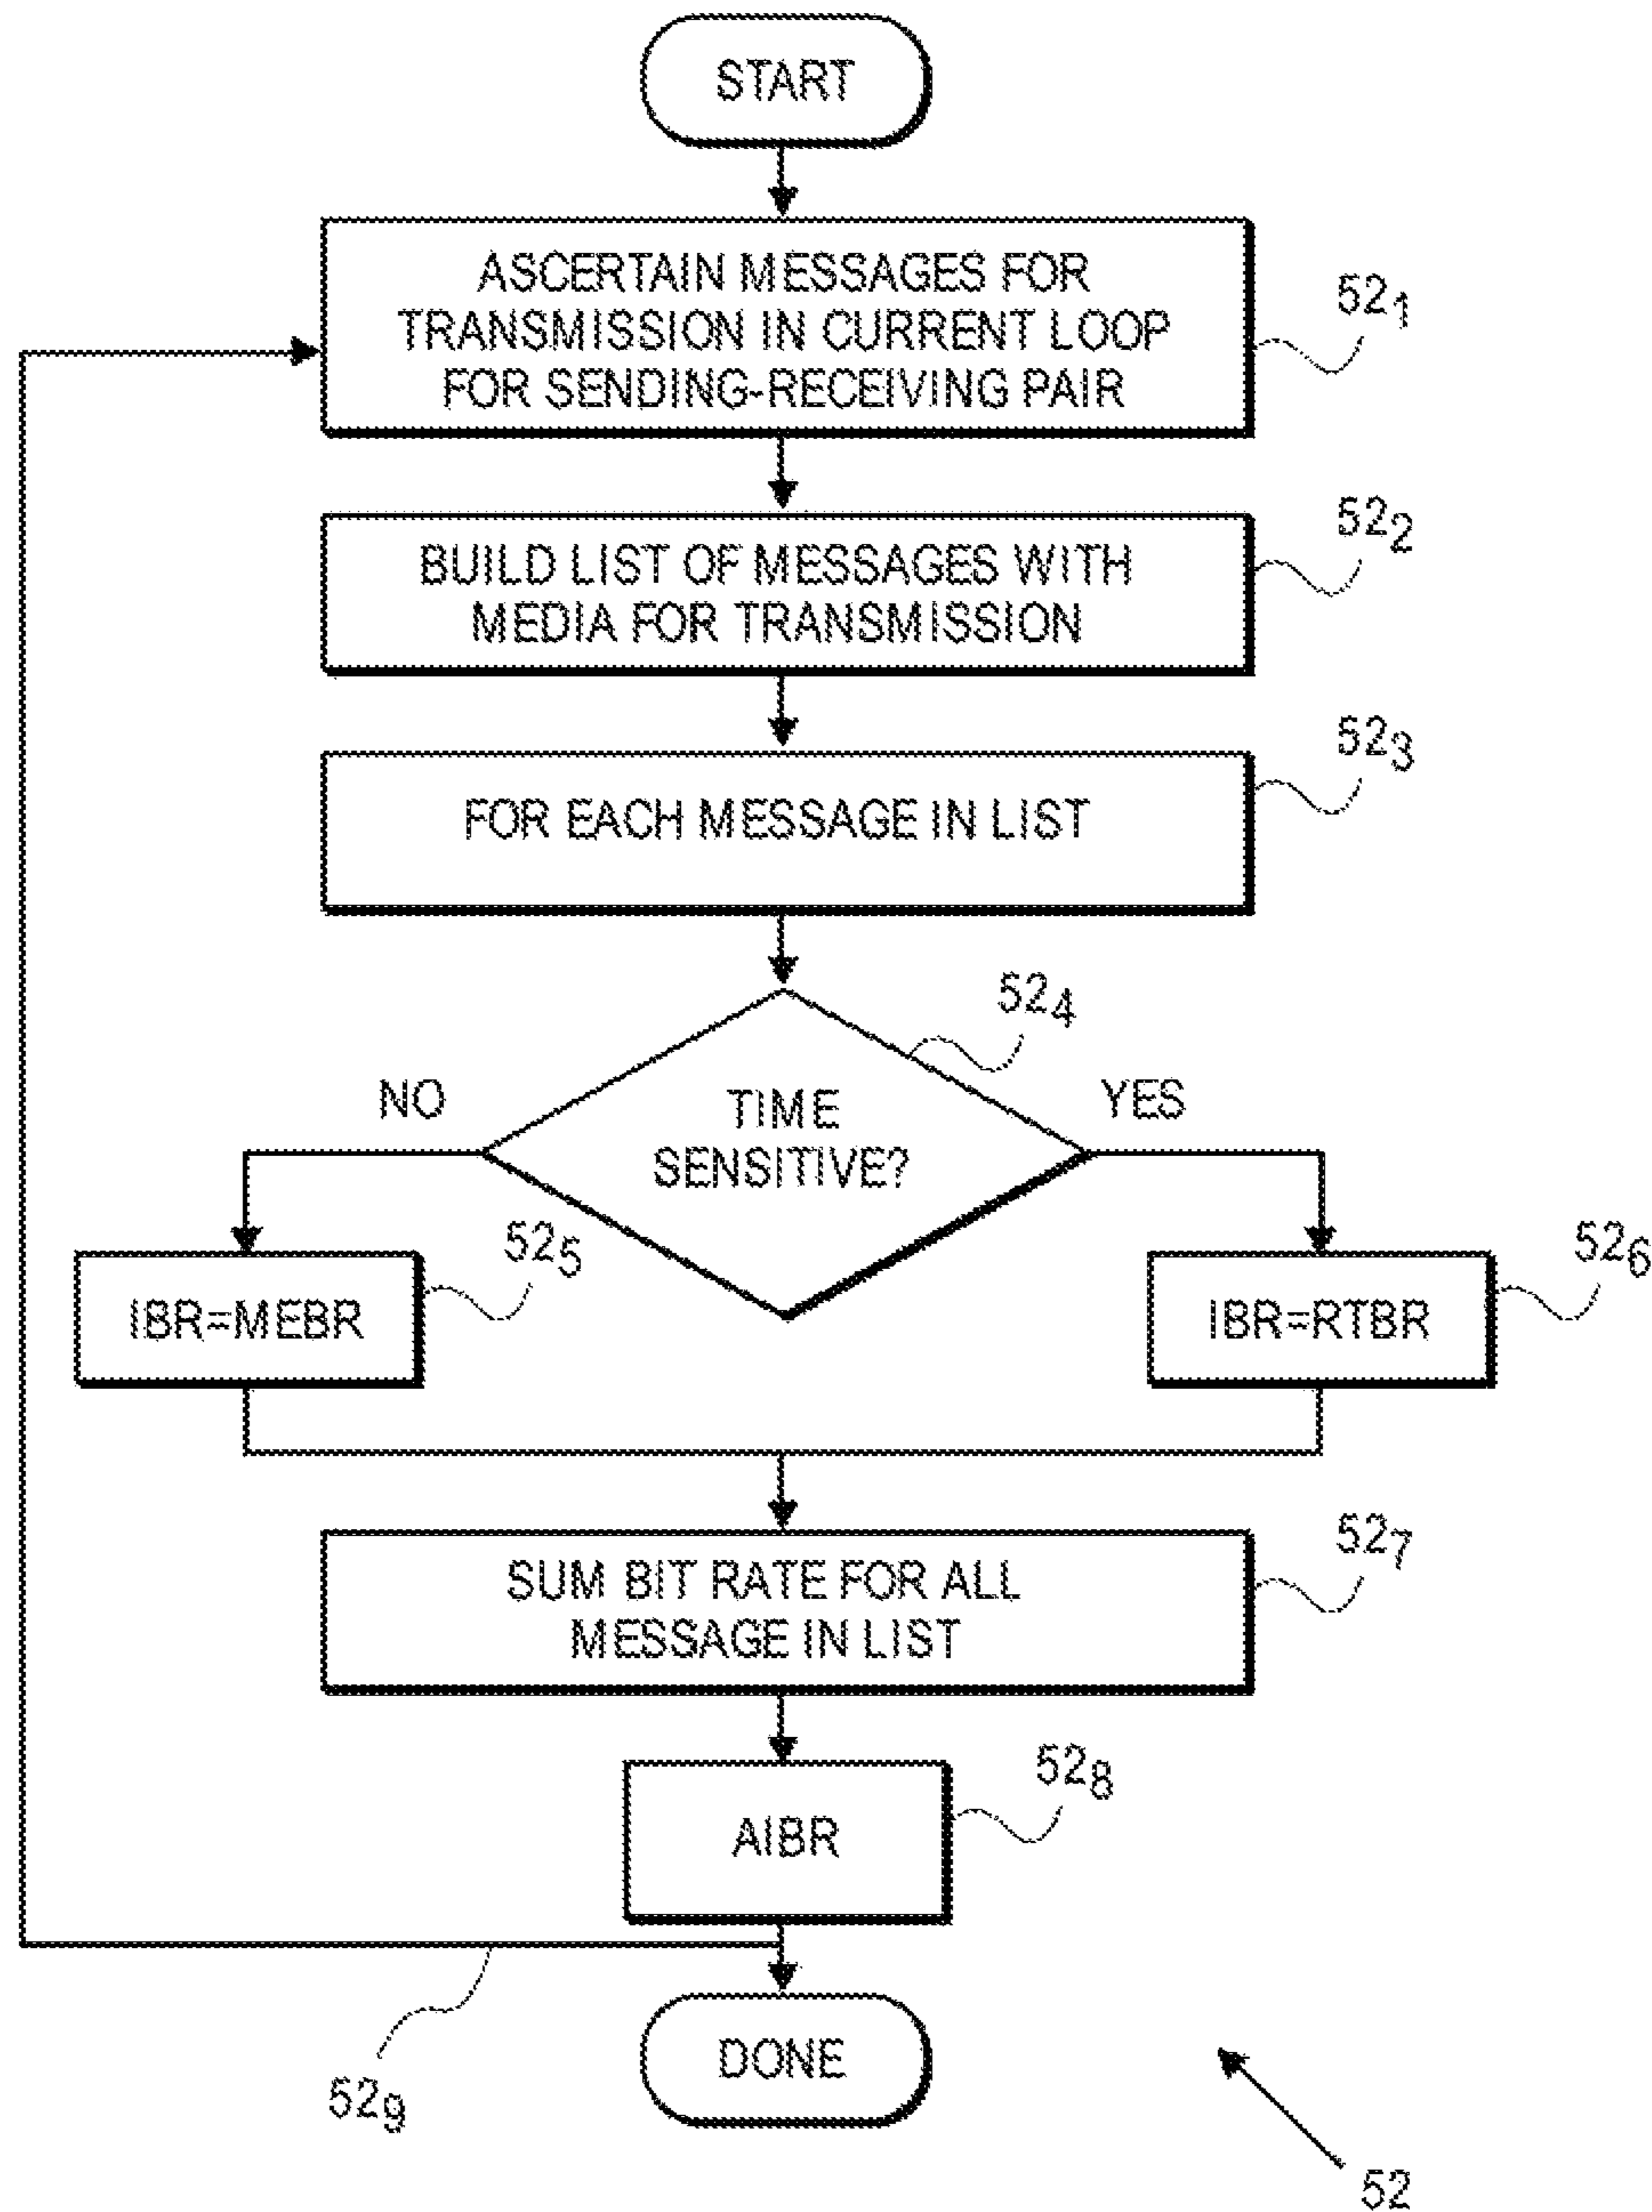 START
ASCERTAIN MESSAGES FOR
TRANSMISSION IN CURRENT LOOP
FOR SENDING-RECEIVING PAIR
52₁
BUILD LIST OF MESSAGES WITH
MEDIA FOR TRANSMISSION
52₂
FOR EACH MESSAGE IN LIST
52₃
TIME
SENSITIVE?
52₄
NO
YES
IBR=MEBR
52₅
IBR=RTBR
52₆
SUM BIT RATE FOR ALL
MESSAGE IN LIST
52₇
AIBR
52₈
DONE
52₉
52